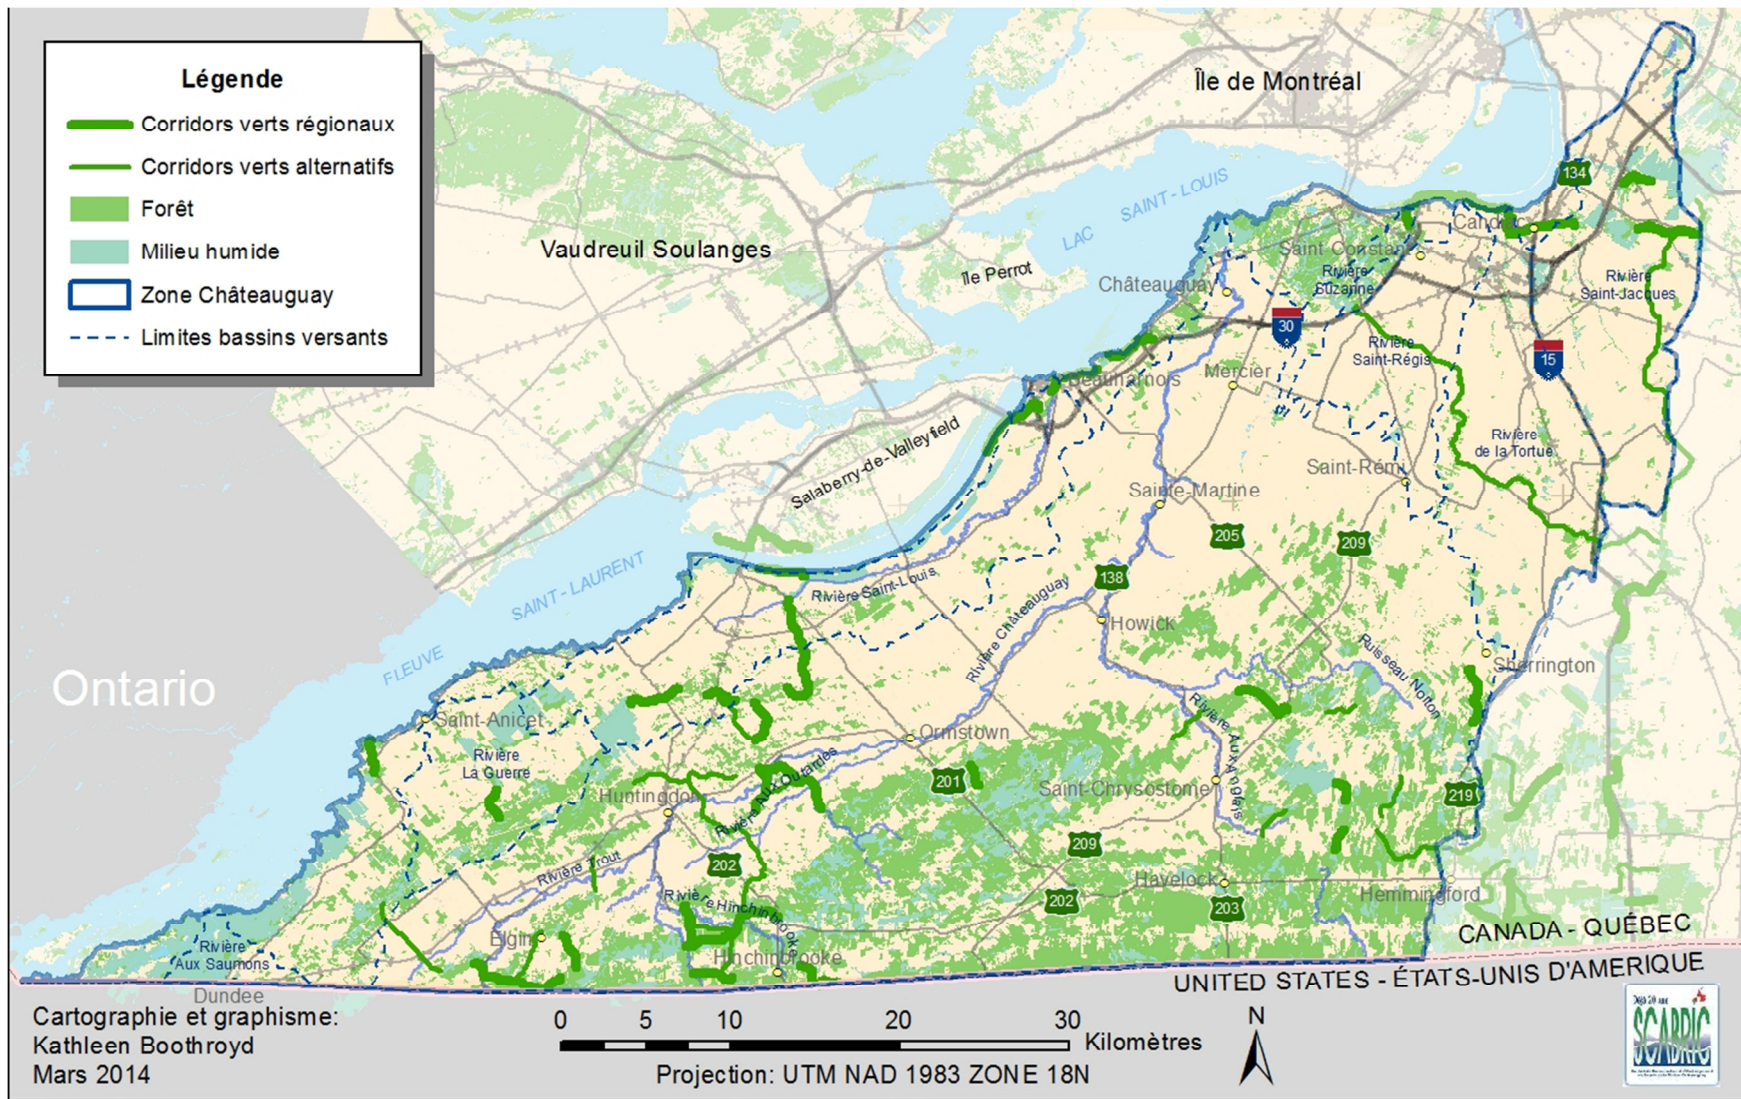 Légende
Corridors verts régionaux
Corridors verts alternatifs
Forêt
Milieu humide
Zone Châteauguay
Limites bassins versants
Île de Montréal
Vaudreuil Soulanges
LAC SAINT-LOUIS
Île Perrot
134
Candiac
Saint-Constant
Châteauguay
Rivière
Suzanne
Rivière
Saint-Jacques
30
Rivière
Saint-Régis
15
Beauharnois
Mercier
Salaberry-de-Valleyfield
Rivière
de la Tortue
Saint-Rémi
Sainte-Martine
205
209
FLEUVE SAINT-LAURENT
Rivière Saint-Louis
138
Rivière Châteauguay
Howick
Ruisseau Norton
Sherrington
Ontario
Saint-Anicet
Rivière
La Guerre
Ormstown
Rivière Aux Anglais
201
Saint-Chrysostome
219
Huntingdon
Rivière Aux Outardes
209
202
Rivière Trout
Rivière Hinchinbrooke
Havelock
202
203
Hemmingford
Elgin
Hinchinbrooke
Rivière
Aux Saumons
Dundee
CANADA - QUÉBEC
UNITED STATES - ÉTATS-UNIS D'AMERIQUE
Cartographie et graphisme:
Kathleen Boothroyd
Mars 2014
0 5 10 20 30
Kilomètres
Projection: UTM NAD 1983 ZONE 18N
N
Déjà 20 ans
SCABRIC